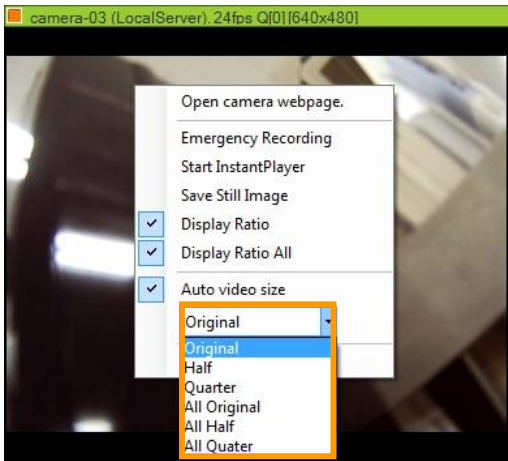 camera-03 (LocalServer). 24fps Q[0] [640x480]
Open camera webpage.
Emergency Recording
Start InstantPlayer
Save Still Image
Display Ratio
Display Ratio All
Auto video size
Original
Original
Half
Quarter
All Original
All Half
All Quater